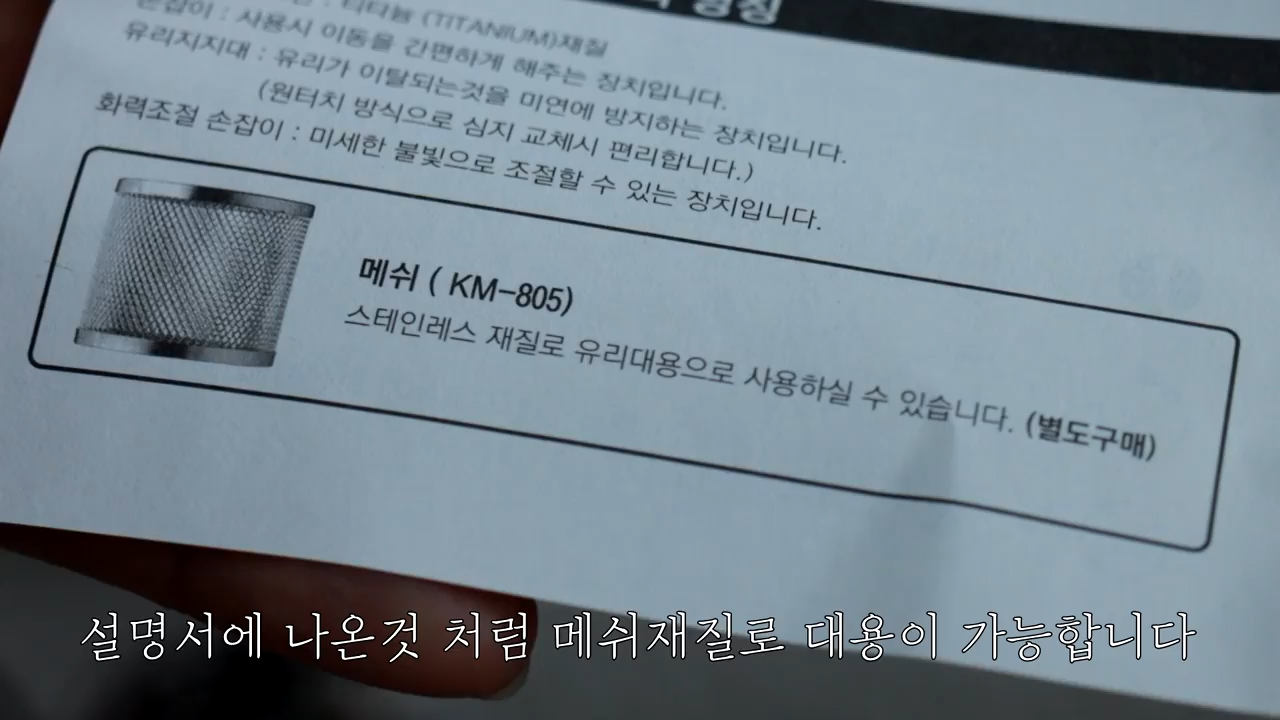 티타늄 (TITANIUM)재질
손잡이 : 사용시 이동을 간편하게 해주는 장치입니다.
유리지지대 : 유리가 이탈되는것을 미연에 방지하는 장치입니다.
(원터치 방식으로 심지 교체시 편리합니다.)
화력조절 손잡이 : 미세한 불빛으로 조절할 수 있는 장치입니다.
메쉬 ( KM-805)
스테인레스 재질로 유리대용으로 사용하실 수 있습니다. (별도구매)
설명서에 나온것 처럼 메쉬재질로 대용이 가능합니다